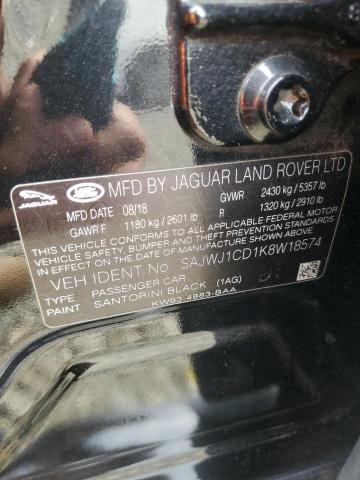 JAGUAR LAND ROVER MFD BY JAGUAR LAND ROVER LTD
MFD DATE 08/18 GVWR 2430 kg / 5357 lb
GAWR F 1180 kg / 2601 lb R 1320 kg / 2910 lb
THIS VEHICLE CONFORMS TO ALL APPLICABLE FEDERAL MOTOR
VEHICLE SAFETY, BUMPER AND THEFT PREVENTION STANDARDS
IN EFFECT ON THE DATE OF MANUFACTURE SHOWN ABOVE
VEH IDENT No SAJWJ1CD1K8W18574
TYPE PASSENGER CAR
PAINT SANTORINI BLACK (1AG)
KW93-4883-BAA